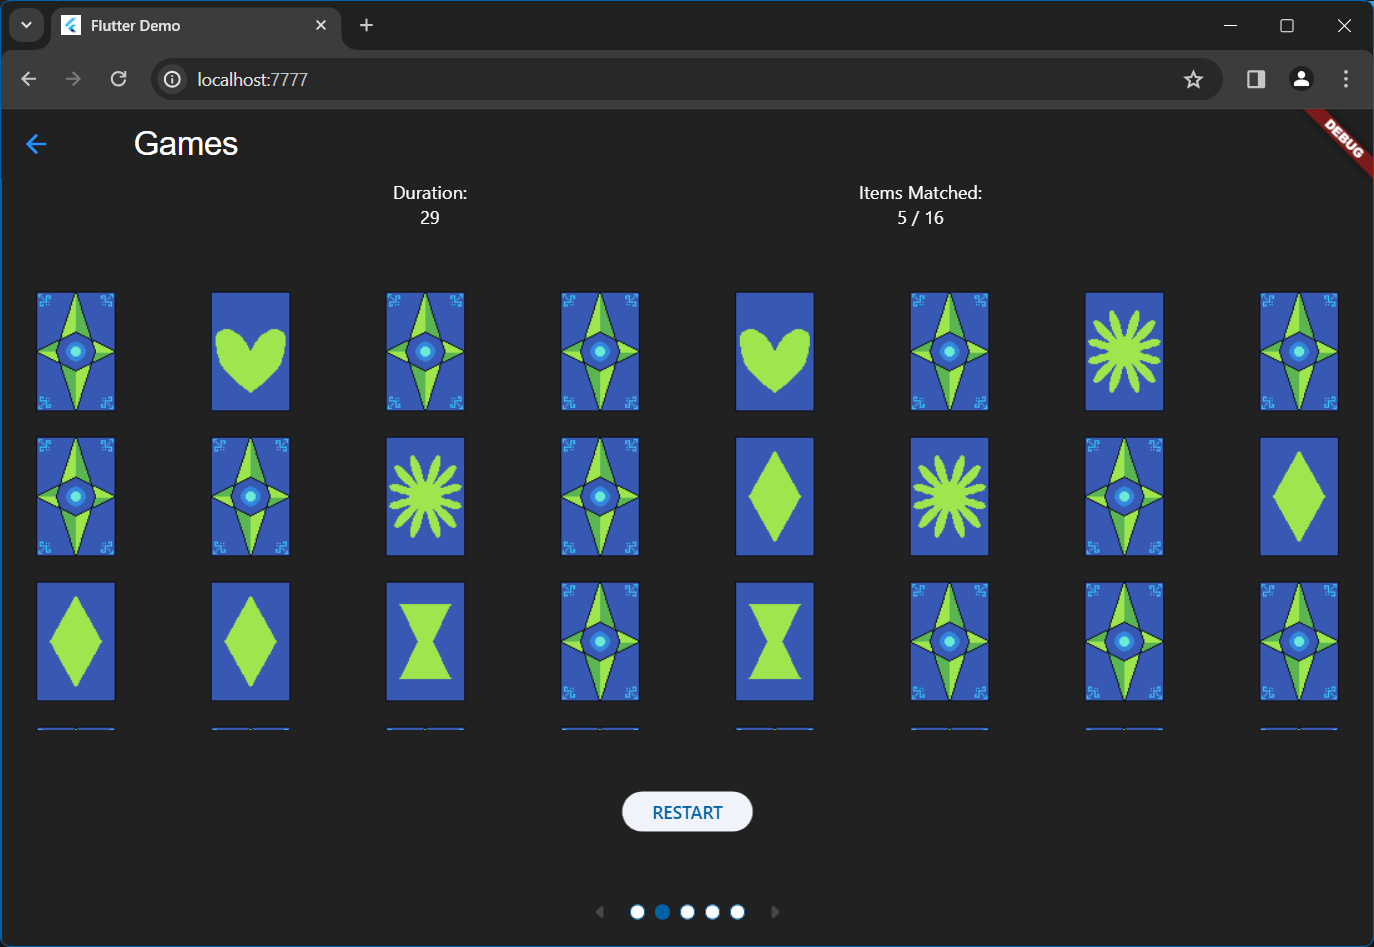 Flutter Demo
localhost:7777
Games
DEBUG
Duration:
29
Items Matched:
5 / 16
RESTART